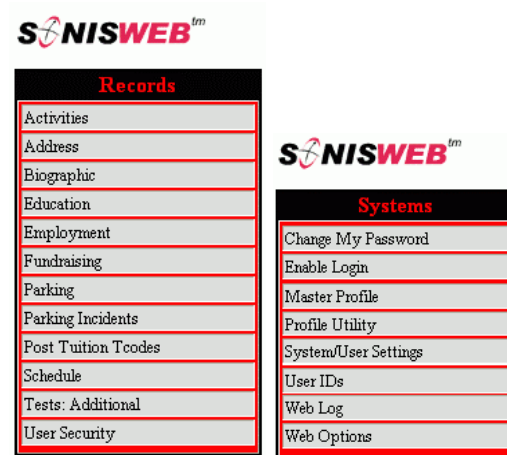 SONISWEB tm
Records
Activities
Address
Biographic
Education
Employment
Fundraising
Parking
Parking Incidents
Post Tuition Tcodes
Schedule
Tests: Additional
User Security
SONISWEB tm
Systems
Change My Password
Enable Login
Master Profile
Profile Utility
System/User Settings
User IDs
Web Log
Web Options